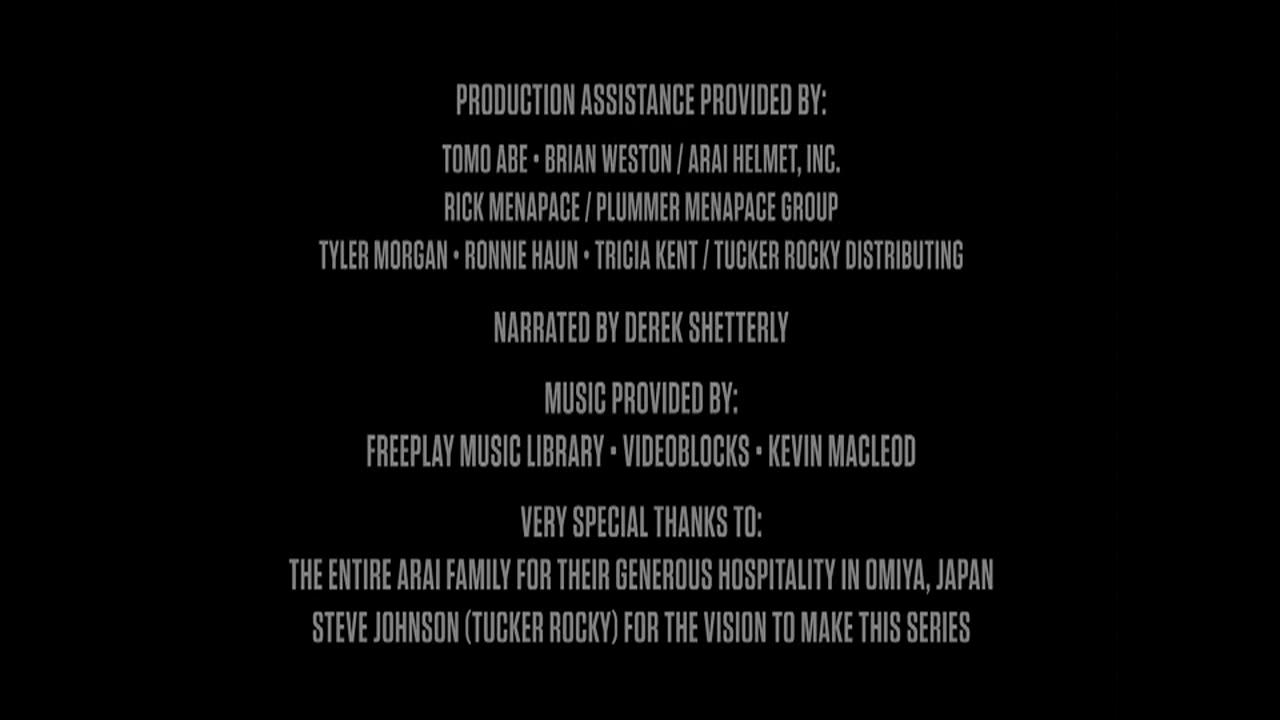 PRODUCTION ASSISTANCE PROVIDED BY:
TOMO ABE • BRIAN WESTON / ARAI HELMET, INC.
RICK MENAPACE / PLUMMER MENAPACE GROUP
TYLER MORGAN • RONNIE HAUN • TRICIA KENT / TUCKER ROCKY DISTRIBUTING
NARRATED BY DEREK SHETTERLY
MUSIC PROVIDED BY:
FREEPLAY MUSIC LIBRARY • VIDEOBLOCKS • KEVIN MACLEOD
VERY SPECIAL THANKS TO:
THE ENTIRE ARAI FAMILY FOR THEIR GENEROUS HOSPITALITY IN OMIYA, JAPAN
STEVE JOHNSON (TUCKER ROCKY) FOR THE VISION TO MAKE THIS SERIES